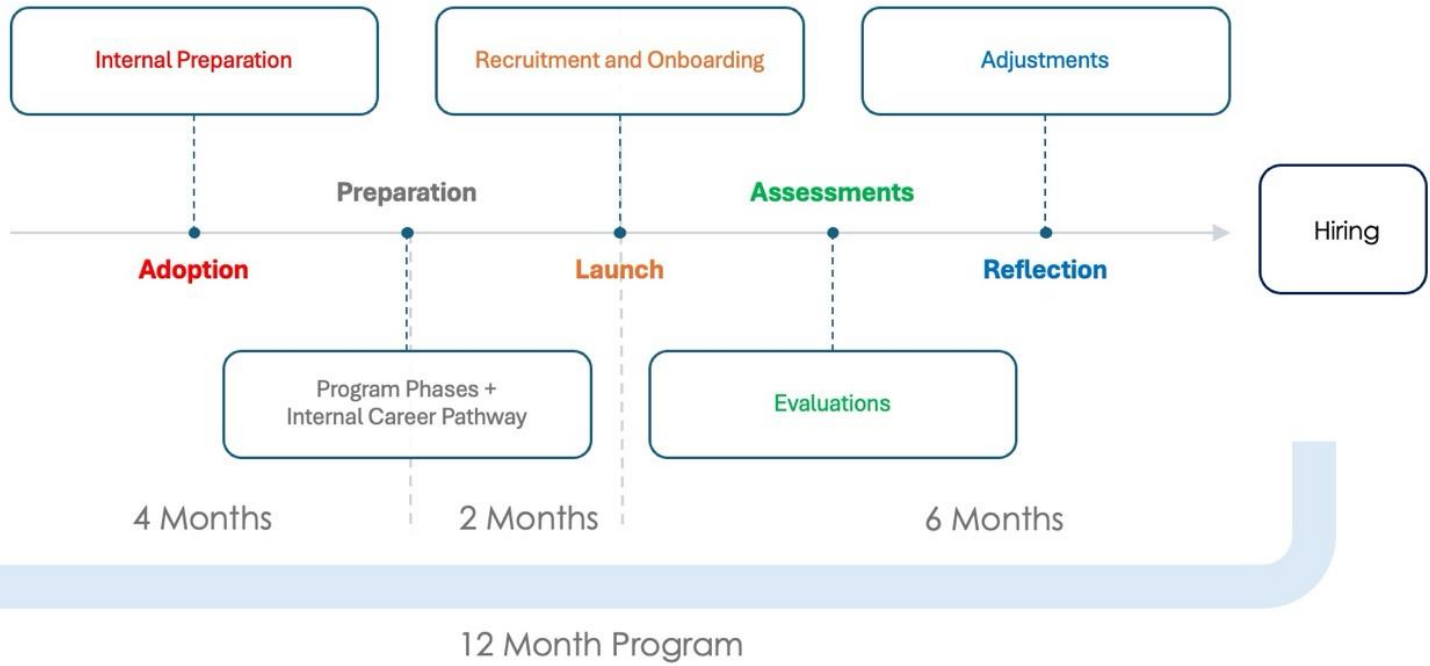 Internal Preparation
Recruitment and Onboarding
Adjustments
Preparation
Assessments
Hiring
Adoption
Launch
Reflection
Program Phases +
Internal Career Pathway
Evaluations
4 Months
2 Months
6 Months
12 Month Program